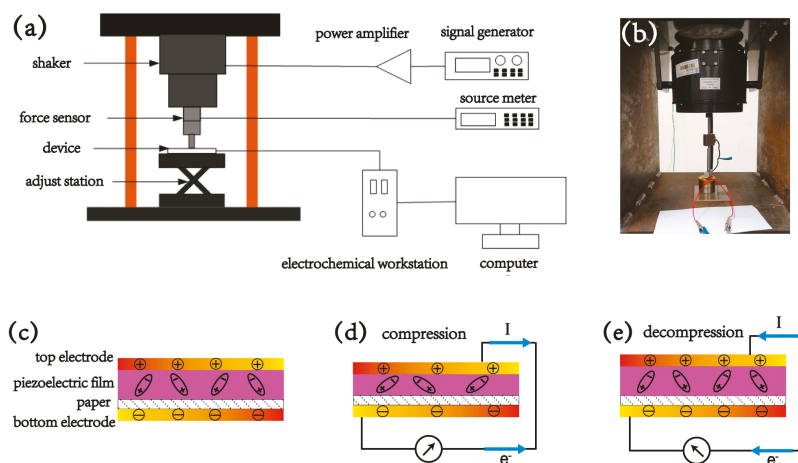 (a)
power amplifier
signal generator
shaker
source meter
force sensor
device
adjust station
electrochemical workstation
computer
(b)
(c)
top electrode
piezoelectric film
paper
bottom electrode
(d)
compression
I
e-
(e)
decompression
I
e-